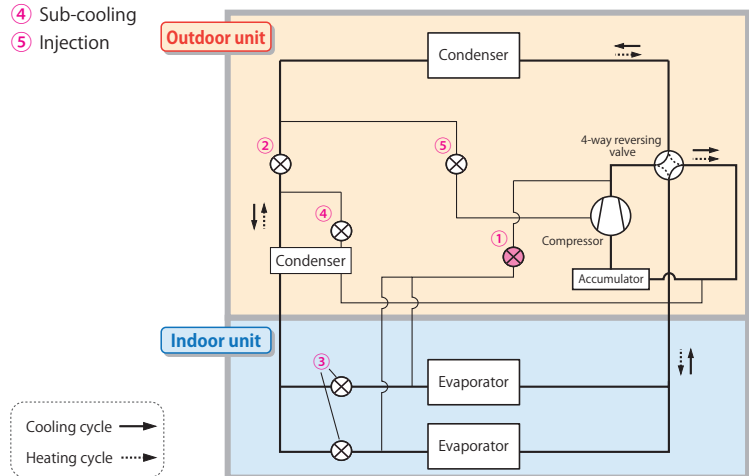 ④ Sub-cooling
⑤ Injection
Outdoor unit
Condenser
4-way reversing
valve
②
⑤
④
①
Compressor
Condenser
Accumulator
Indoor unit
③
Evaporator
Evaporator
Cooling cycle
Heating cycle